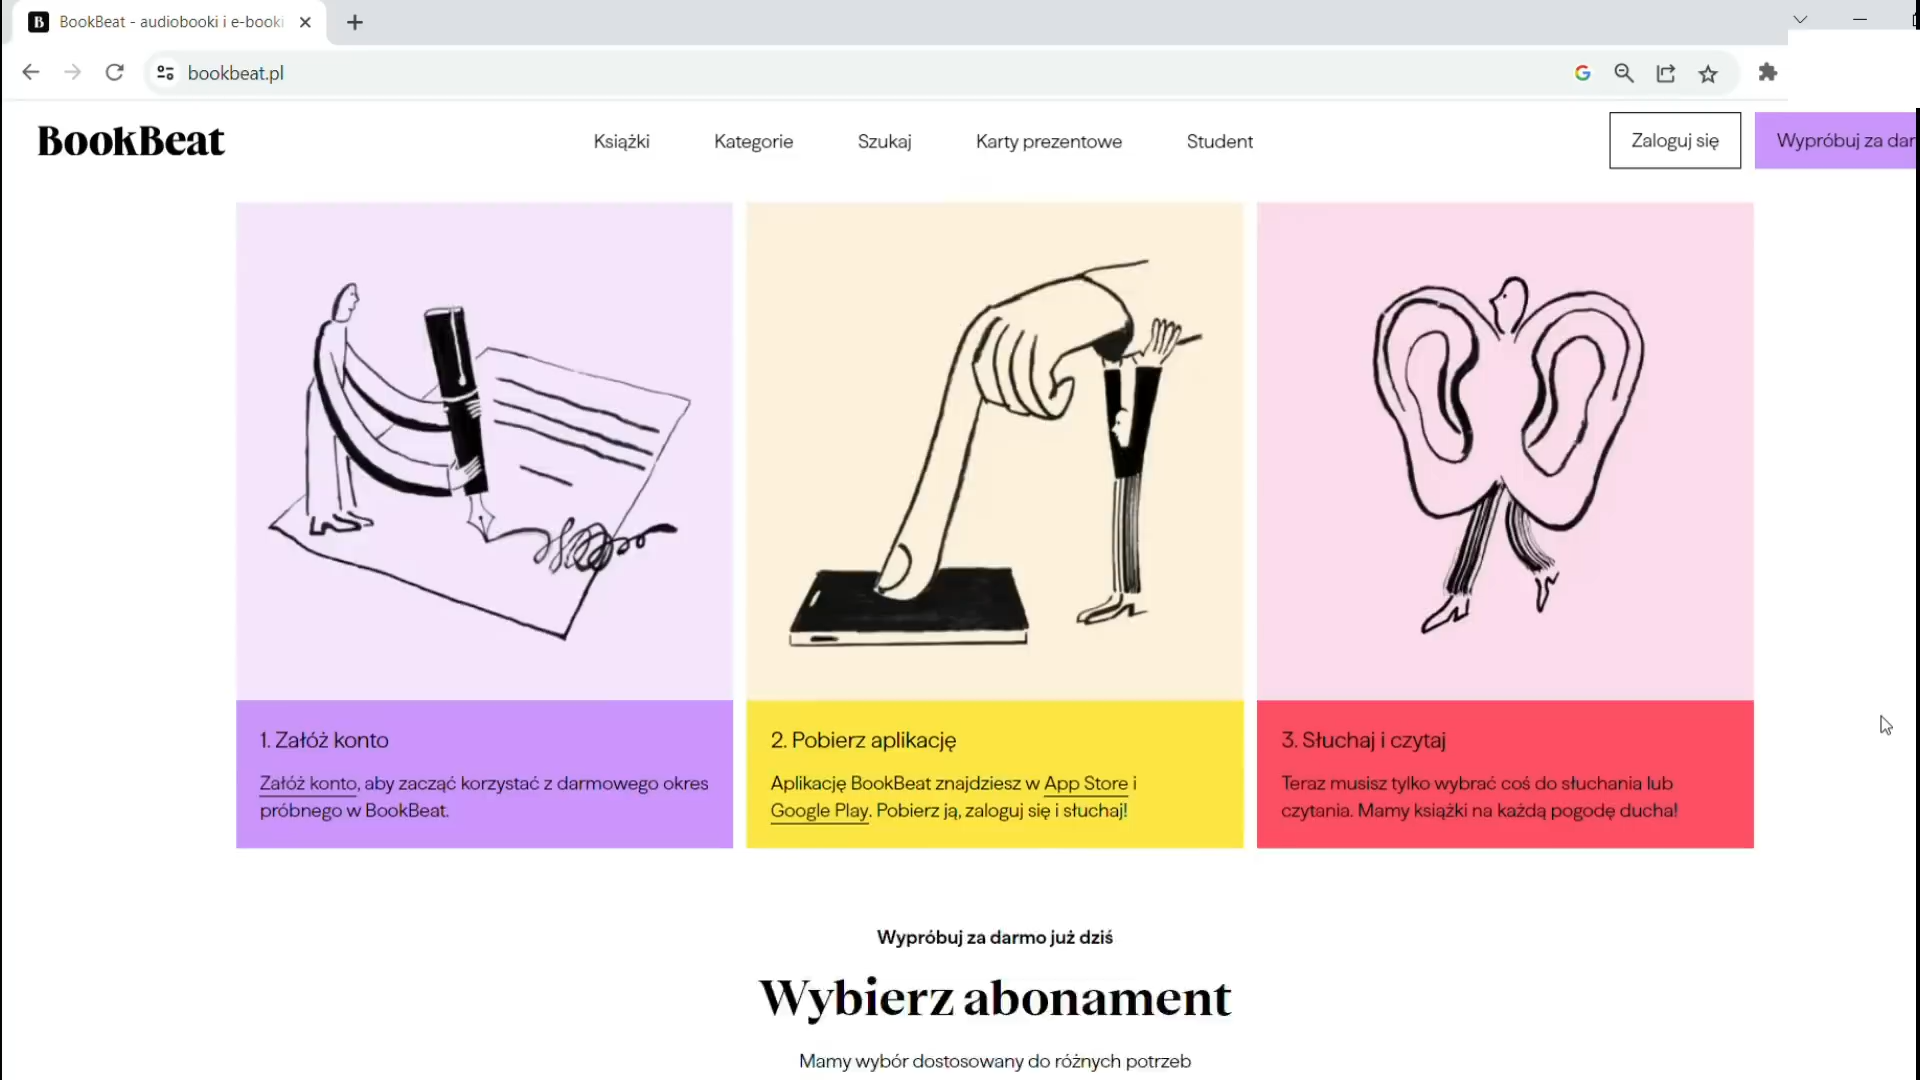 B BookBeat - audiobooki i e-booki
bookbeat.pl
BookBeat
Książki
Kategorie
Szukaj
Karty prezentowe
Student
Zaloguj się
Wypróbuj za dar
1. Załóż konto
Załóż konto, aby zacząć korzystać z darmowego okres
próbnego w BookBeat.
2. Pobierz aplikację
Aplikację BookBeat znajdziesz w App Store i
Google Play. Pobierz ją, zaloguj się i słuchaj!
3. Słuchaj i czytaj
Teraz musisz tylko wybrać coś do słuchania lub
czytania. Mamy książki na każdą pogodę ducha!
Wypróbuj za darmo już dziś
Wybierz abonament
Mamy wybór dostosowany do różnych potrzeb